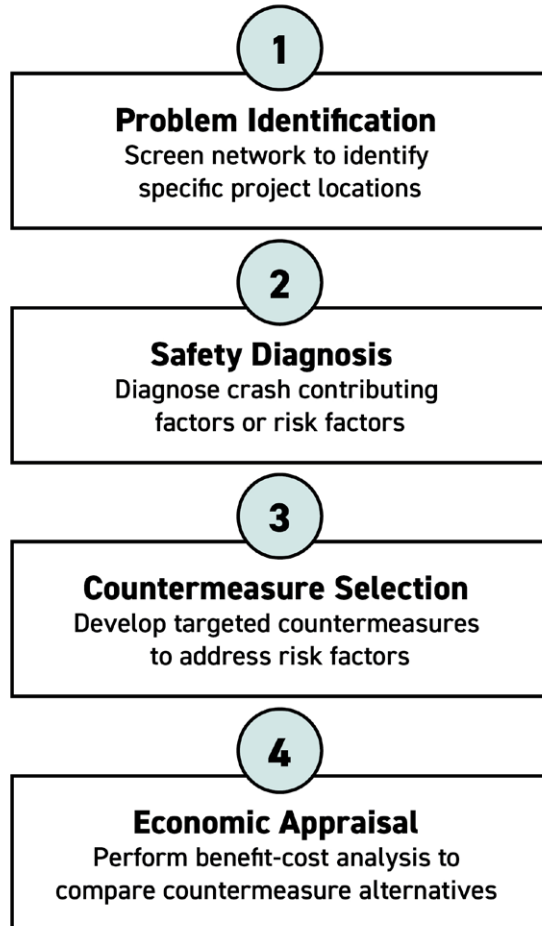 1
Problem Identification
Screen network to identify
specific project locations
2
Safety Diagnosis
Diagnose crash contributing
factors or risk factors
3
Countermeasure Selection
Develop targeted countermeasures
to address risk factors
4
Economic Appraisal
Perform benefit-cost analysis to
compare countermeasure alternatives